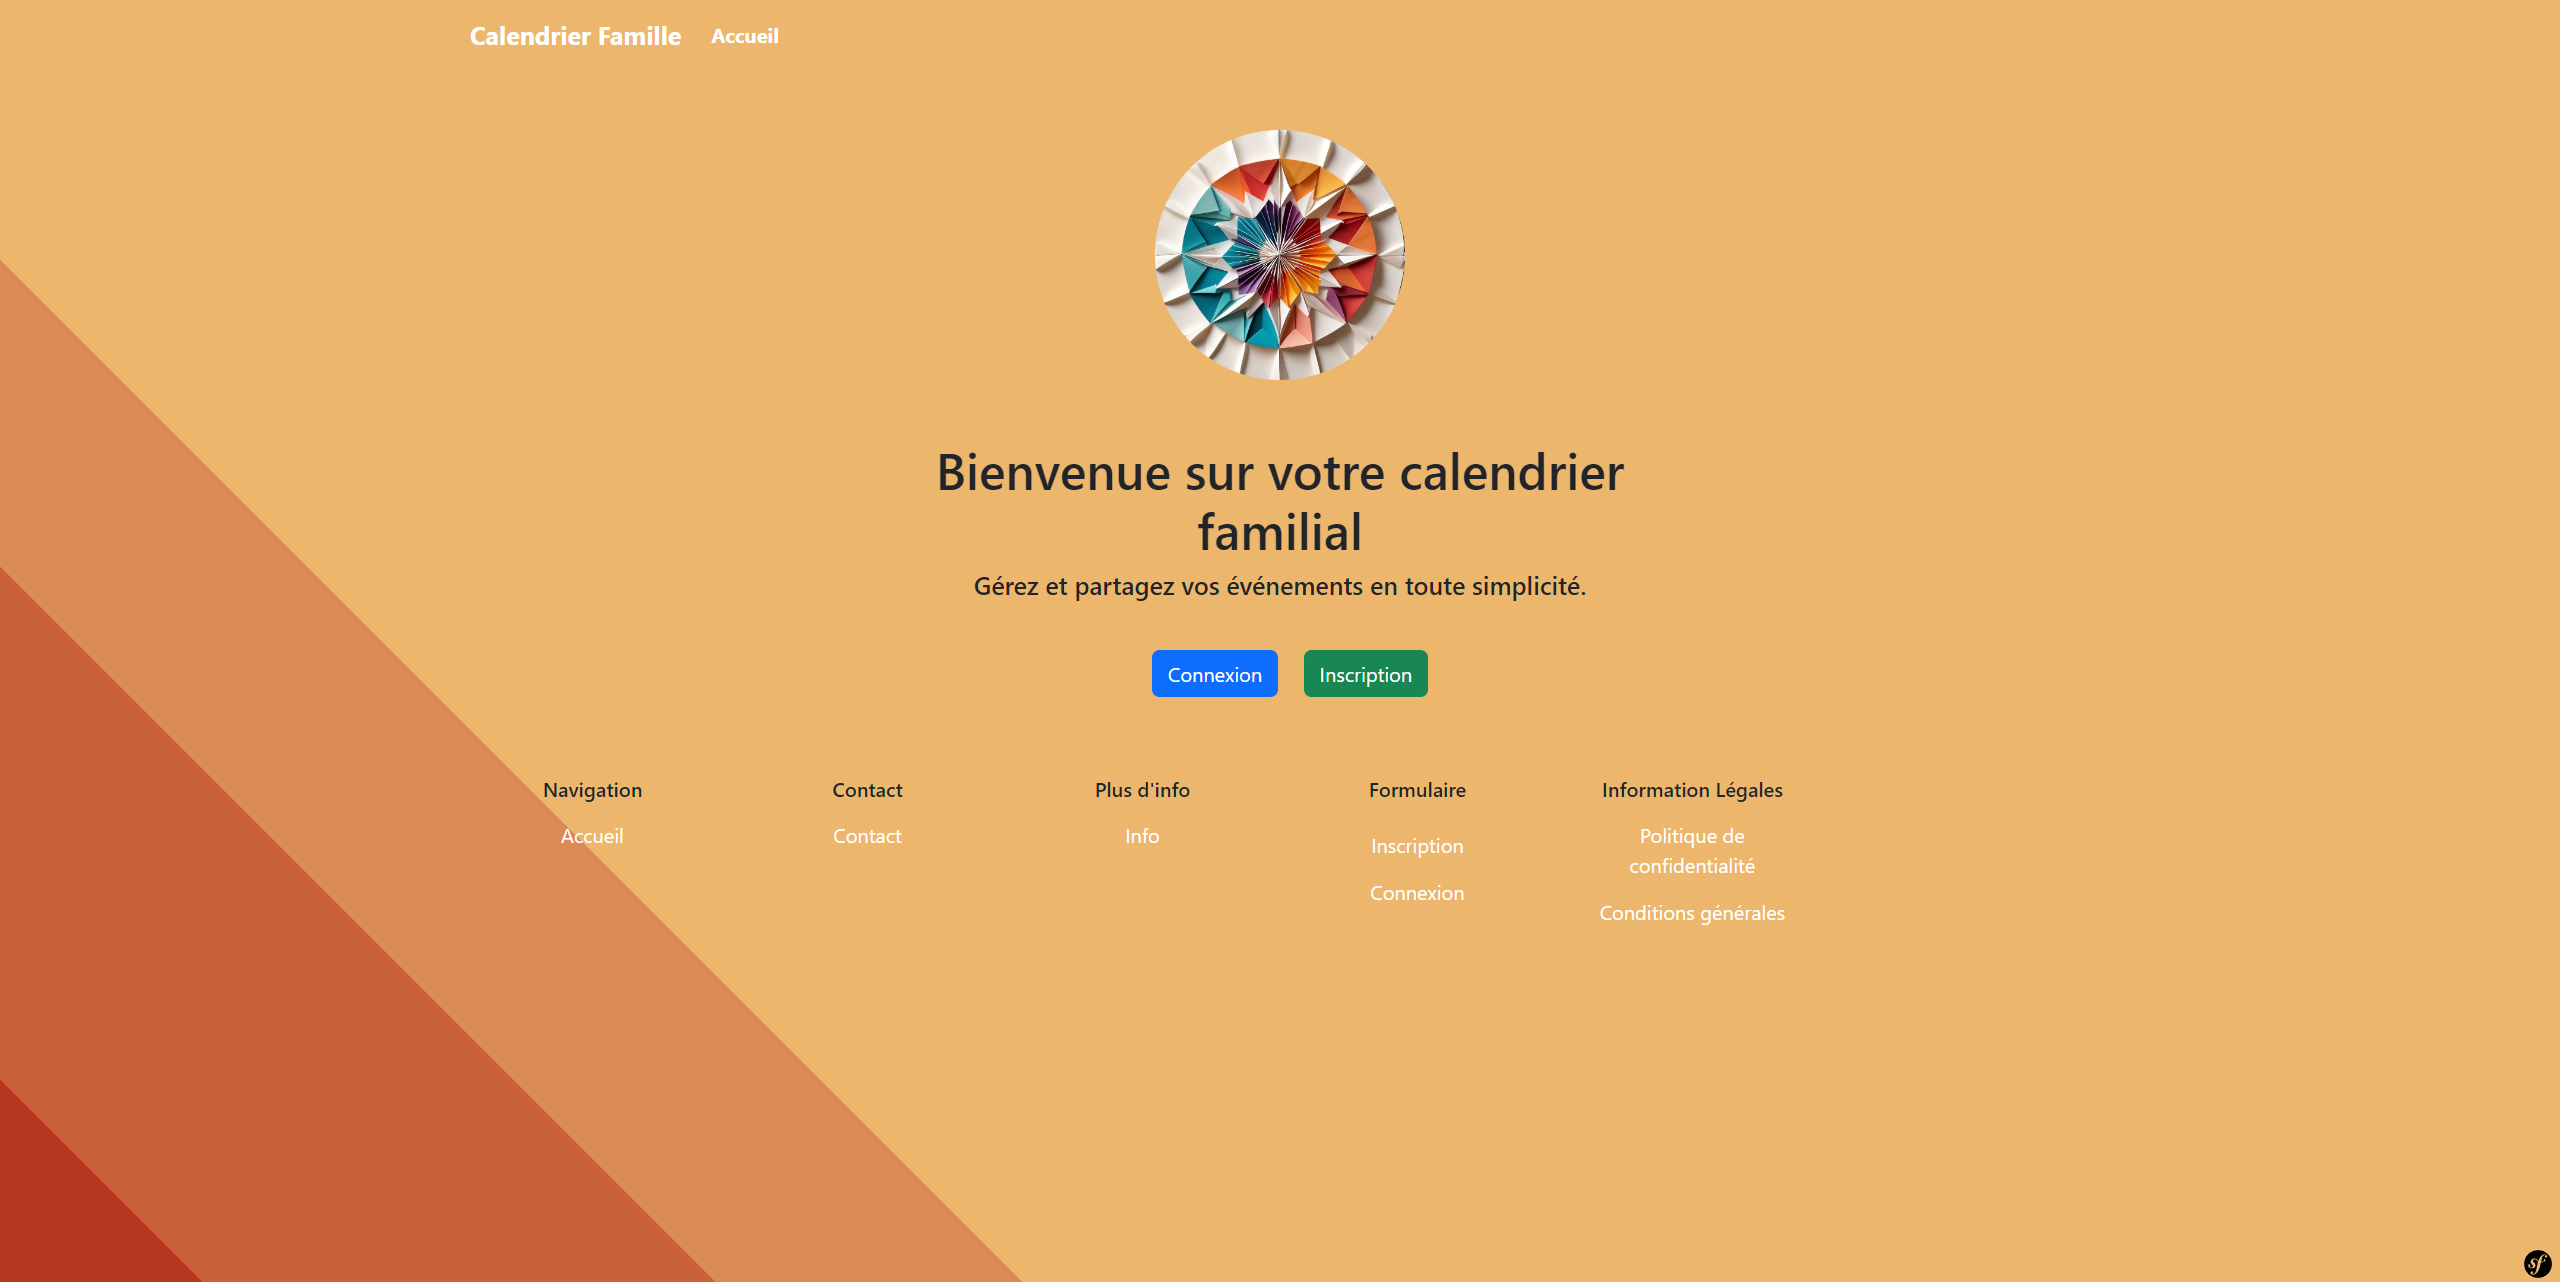 Calendrier Famille Accueil
Bienvenue sur votre calendrier
familial
Gérez et partagez vos événements en toute simplicité.
Connexion Inscription
Navigation
Accueil
Contact
Contact
Plus d'info
Info
Formulaire
Inscription
Connexion
Information Légales
Politique de
confidentialité
Conditions générales
sf